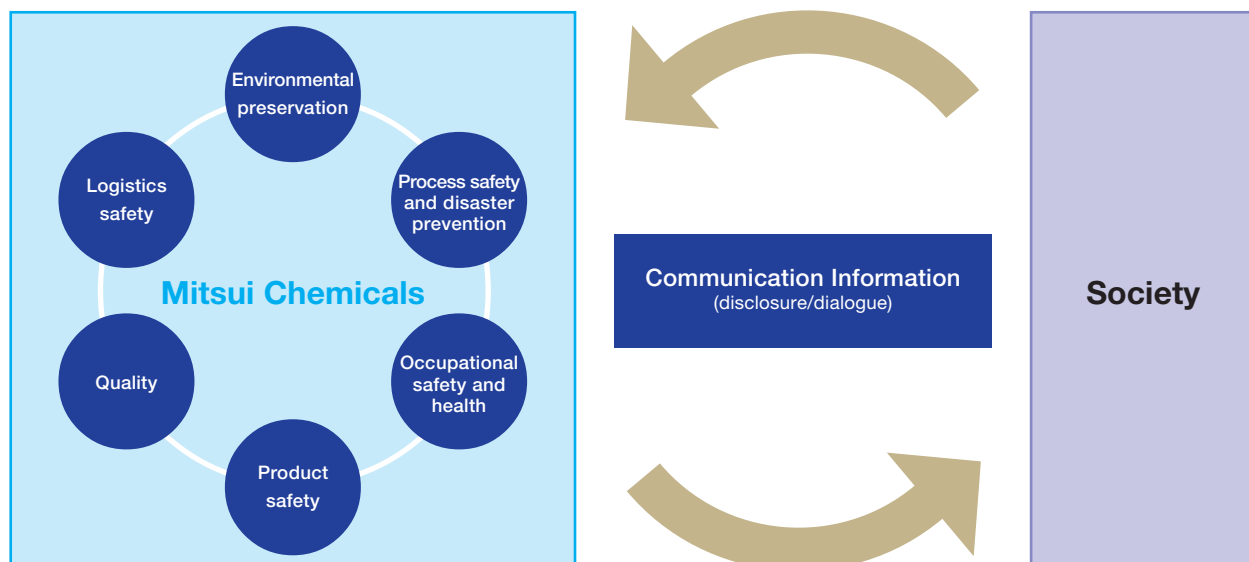 Environmental
preservation
Process safety
and disaster
prevention
Occupational
safety and
health
Product
safety
Quality
Logistics
safety
Mitsui Chemicals
Communication Information
(disclosure/dialogue)
Society